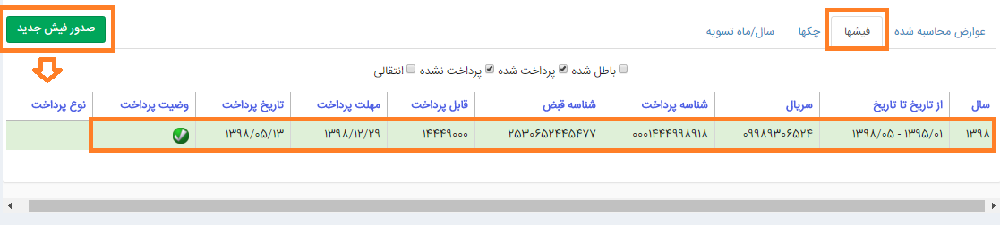 عوارض محاسبه شده فیشها چکها سال/ماه تسویه صدور فیش جدید
باطل شده پرداخت شده پرداخت نشده انتقالی
سال از تاریخ تا تاریخ سریال شناسه پرداخت شناسه قبض قابل پرداخت مهلت پرداخت تاریخ پرداخت وضیت پرداخت نوع پرداخت
۱۳۹۸ ۱۳۹۵/۰۱ - ۱۳۹۸/۰۵ ۰۹۹۸۹۳۰۶۵۲۴ ۰۰۰۱۴۴۴۹۹۸۹۱۸ ۲۵۳۰۶۵۲۴۴۵۴۷۷ ۱۴۴۴۹۰۰۰ ۱۳۹۸/۱۲/۲۹ ۱۳۹۸/۰۵/۱۳